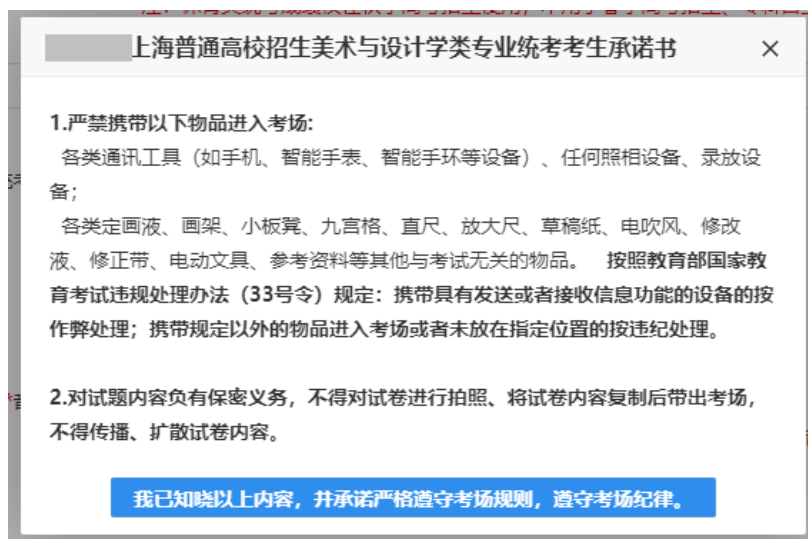 上海普通高校招生美术与设计学类专业统考考生承诺书
×
1.严禁携带以下物品进入考场:
各类通讯工具（如手机、智能手表、智能手环等设备）、任何照相设备、录放设
备；
各类定画液、画架、小板凳、九宫格、直尺、放大尺、草稿纸、电吹风、修改
液、修正带、电动文具、参考资料等其他与考试无关的物品。 按照教育部国家教
育考试违规处理办法（33号令）规定：携带具有发送或者接收信息功能的设备的按
作弊处理；携带规定以外的物品进入考场或者未放在指定位置的按违纪处理。
2.对试题内容负有保密义务，不得对试卷进行拍照、将试卷内容复制后带出考场，
不得传播、扩散试卷内容。
我已知晓以上内容，并承诺严格遵守考场规则，遵守考场纪律。